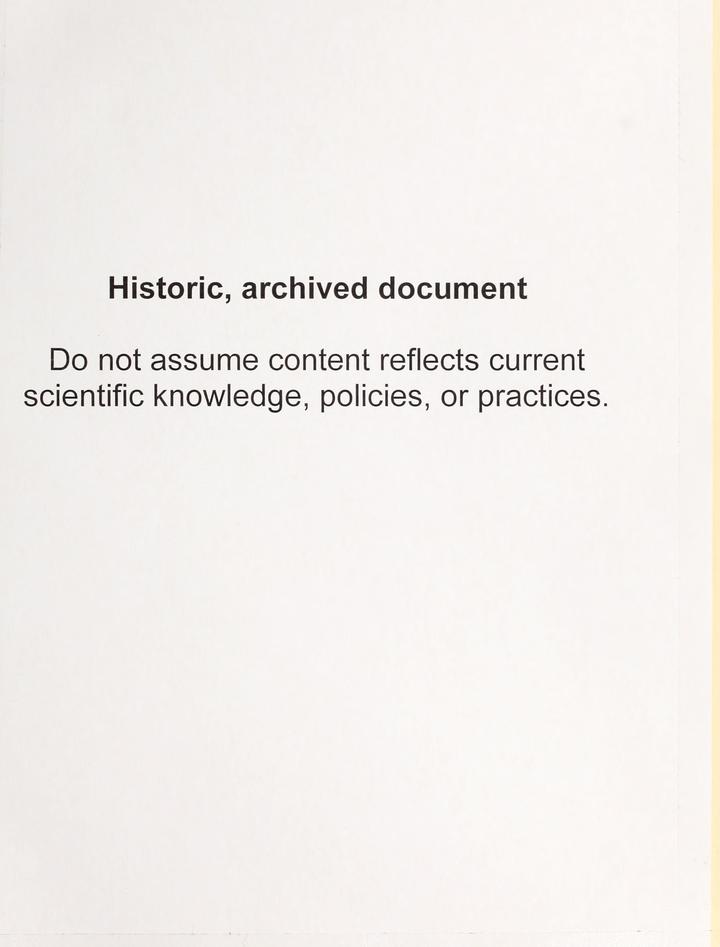 Historic, archived document
Do not assume content reflects current
scientific knowledge, policies, or practices.